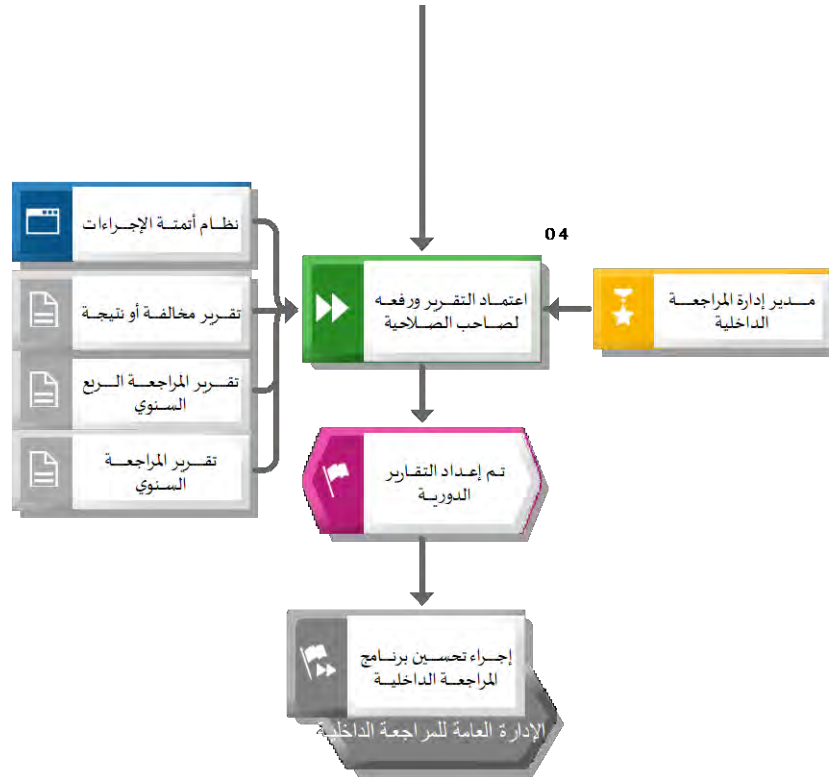 04
مدير إدارة المراجعة
الداخلية
اعتماد التقرير ورفعه
لصاحب الصلاحية
نظام أتمتة الإجراءات
تقرير مخالفة أو نتيجة
تقرير المراجعة الربع
السنوي
تقرير المراجعة
السنوي
تم إعداد التقارير
الدورية
إجراء تحسين برنامج
المراجعة الداخلية
الإدارة العامة للمراجعة الداخلية